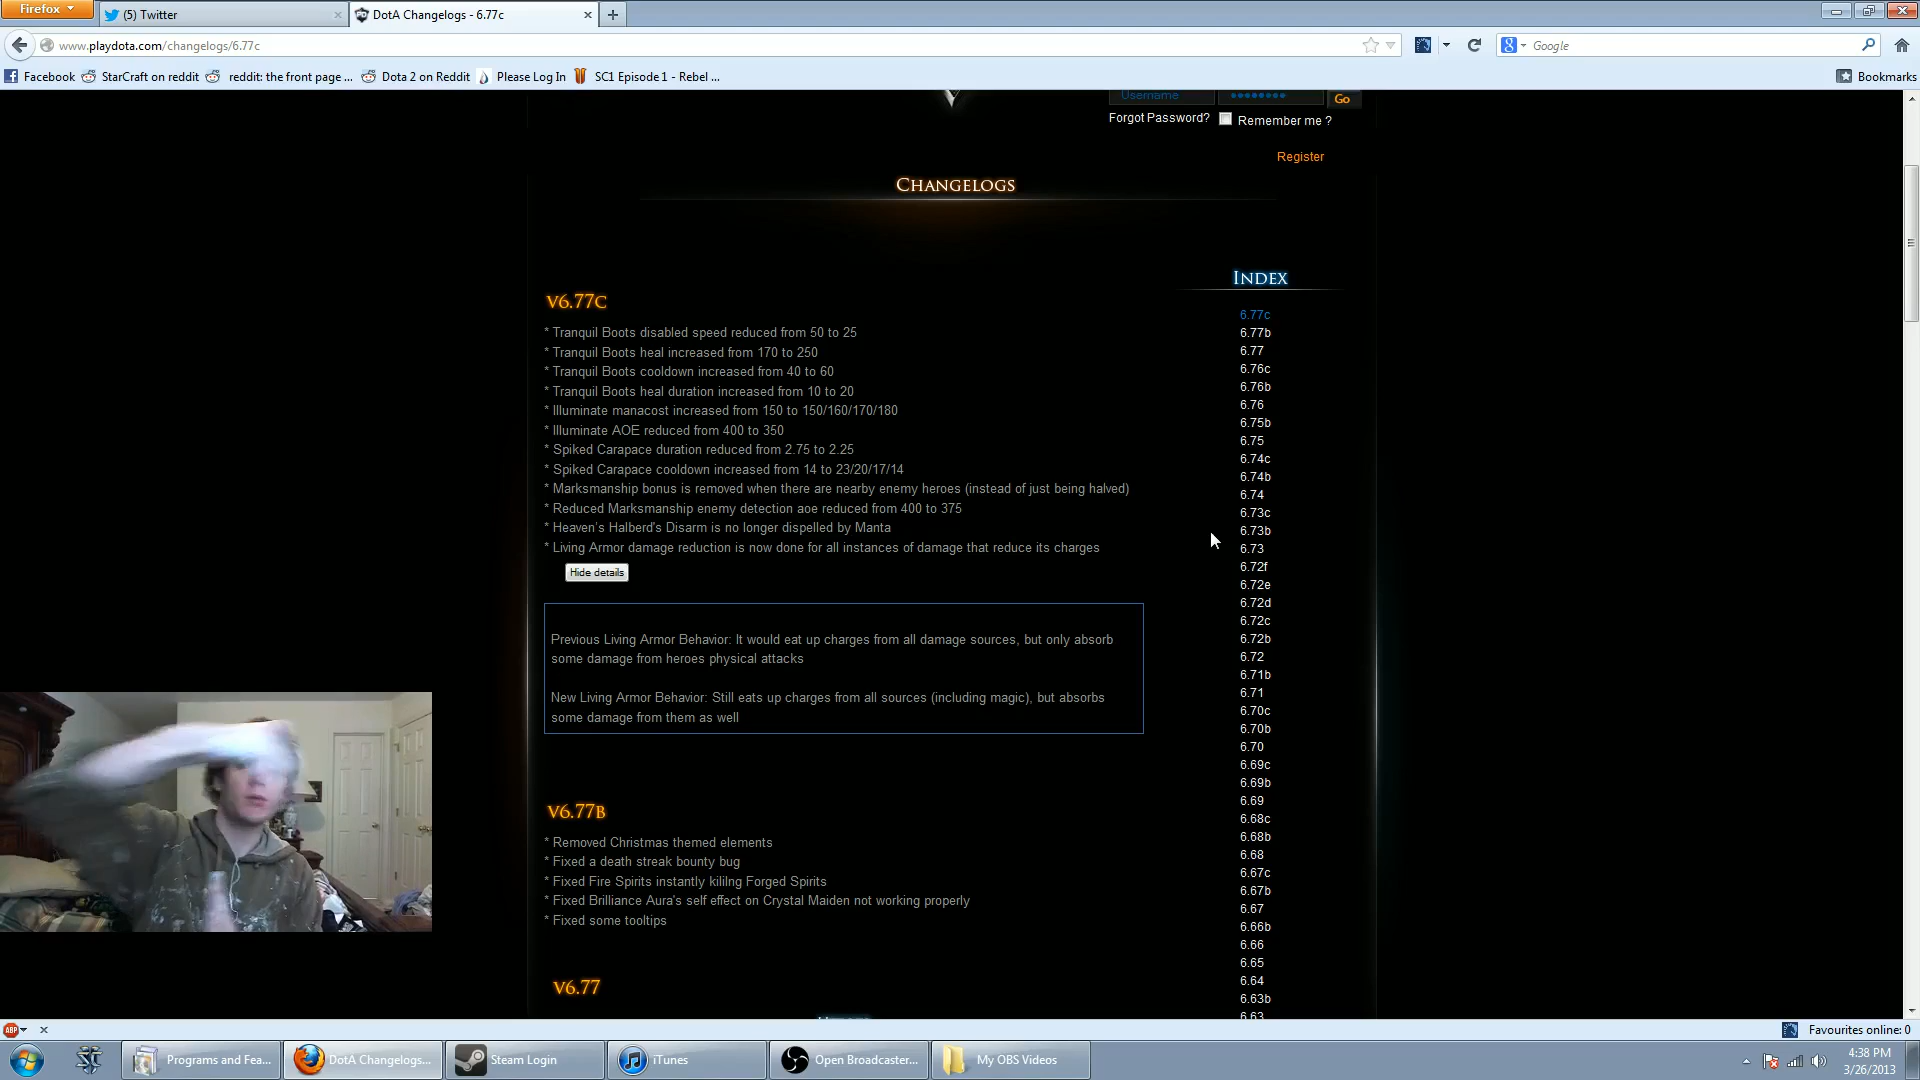 Firefox
(5) Twitter
DotA Changelogs - 6.77c
www.playdota.com/changelogs/6.77c
Google
Facebook
StarCraft on reddit
reddit: the front page ...
Dota 2 on Reddit
Please Log In
SC1 Episode 1 - Rebel ...
Bookmarks
Username
Go
Forgot Password?
Remember me ?
Register
Changelogs
Index
v6.77c
* Tranquil Boots disabled speed reduced from 50 to 25
* Tranquil Boots heal increased from 170 to 250
* Tranquil Boots cooldown increased from 40 to 60
* Tranquil Boots heal duration increased from 10 to 20
* Illuminate manacost increased from 150 to 150/160/170/180
* Illuminate AOE reduced from 400 to 350
* Spiked Carapace duration reduced from 2.75 to 2.25
* Spiked Carapace cooldown increased from 14 to 23/20/17/14
* Marksmanship bonus is removed when there are nearby enemy heroes (instead of just being halved)
* Reduced Marksmanship enemy detection aoe reduced from 400 to 375
* Heaven's Halberd's Disarm is no longer dispelled by Manta
* Living Armor damage reduction is now done for all instances of damage that reduce its charges
Hide details
Previous Living Armor Behavior: It would eat up charges from all damage sources, but only absorb
some damage from heroes physical attacks
New Living Armor Behavior: Still eats up charges from all sources (including magic), but absorbs
some damage from them as well
v6.77b
* Removed Christmas themed elements
* Fixed a death streak bounty bug
* Fixed Fire Spirits instantly kililng Forged Spirits
* Fixed Brilliance Aura's self effect on Crystal Maiden not working properly
* Fixed some tooltips
v6.77
6.77c
6.77b
6.77
6.76c
6.76b
6.76
6.75b
6.75
6.74c
6.74b
6.74
6.73c
6.73b
6.73
6.72f
6.72e
6.72d
6.72c
6.72b
6.72
6.71b
6.71
6.70c
6.70b
6.70
6.69c
6.69b
6.69
6.68c
6.68b
6.68
6.67c
6.67b
6.67
6.66b
6.66
6.65
6.64
6.63b
6.63
ABP
Favourites online: 0
Programs and Fea...
DotA Changelogs...
Steam Login
iTunes
Open Broadcaster...
My OBS Videos
4:38 PM
3/26/2013